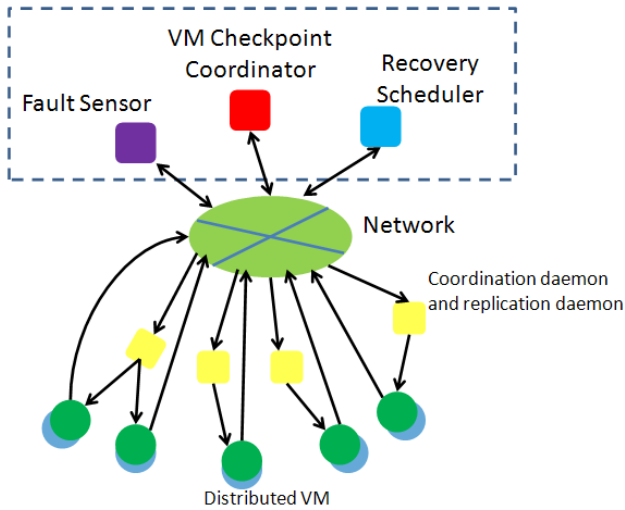 VM Checkpoint
Coordinator
Recovery
Scheduler
Fault Sensor
Network
Coordination daemon
and replication daemon
Distributed VM